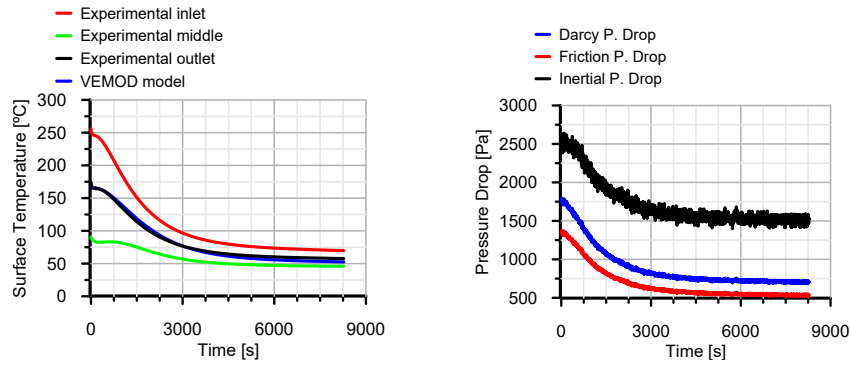 Experimental inlet
Experimental middle
Experimental outlet
VEMOD model
300
250
200
150
100
50
0
Surface Temperature [ºC]
0 3000 6000 9000
Time [s]
Darcy P. Drop
Friction P. Drop
Inertial P. Drop
3000
2500
2000
1500
1000
500
Pressure Drop [Pa]
0 3000 6000 9000
Time [s]